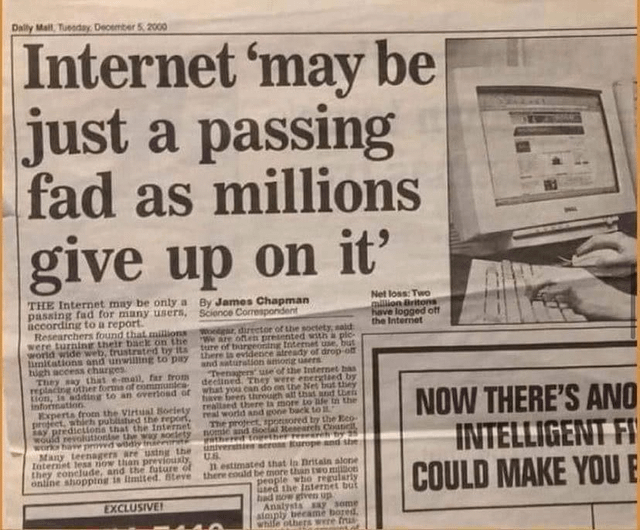 Daily Mail, Tuesday, December 5, 2000
Internet 'may be
just a passing
fad as millions
give up on it'
THE Internet may be only a
passing fad for many users,
according to a report.
Researchers found that millions
were turning their back on the
world wide web, frustrated by its
limitations and unwilling to pay
high access charges.
They say that e-mail, far from
replacing other forms of communica-
tion, is adding to an overload of
information.
Experts from the Virtual Society
project, which published the report,
say predictions that the Internet
would revolutionise the way society
works have proved wildly inaccurate.
Many teenagers are using the
Internet less now than previously,
they conclude, and the future of
online shopping is limited. Steve
By James Chapman
Science Correspondent
Woolgar, director of the society, said:
'We are often presented with a pic-
ture of burgeoning Internet use, but
there is evidence already of drop-off
and saturation among users.
'Teenagers' use of the Internet has
declined. They were energised by
what you can do on the Net but they
have been through all that and then
realised there is more to life in the
real world and gone back to it.'
The project, sponsored by the Eco-
nomic and Social Research Council,
gathered together research by
universities across Europe and the
U.S.
It estimated that in Britain alone
there could be more than two million
people who regularly
used the Internet but
had now given up.
Analysts say some
simply became bored,
while others were frus-
Net loss: Two
million Britons
have logged off
the Internet
DELL
EXCLUSIVE!
NOW THERE'S ANO
INTELLIGENT FI
COULD MAKE YOU